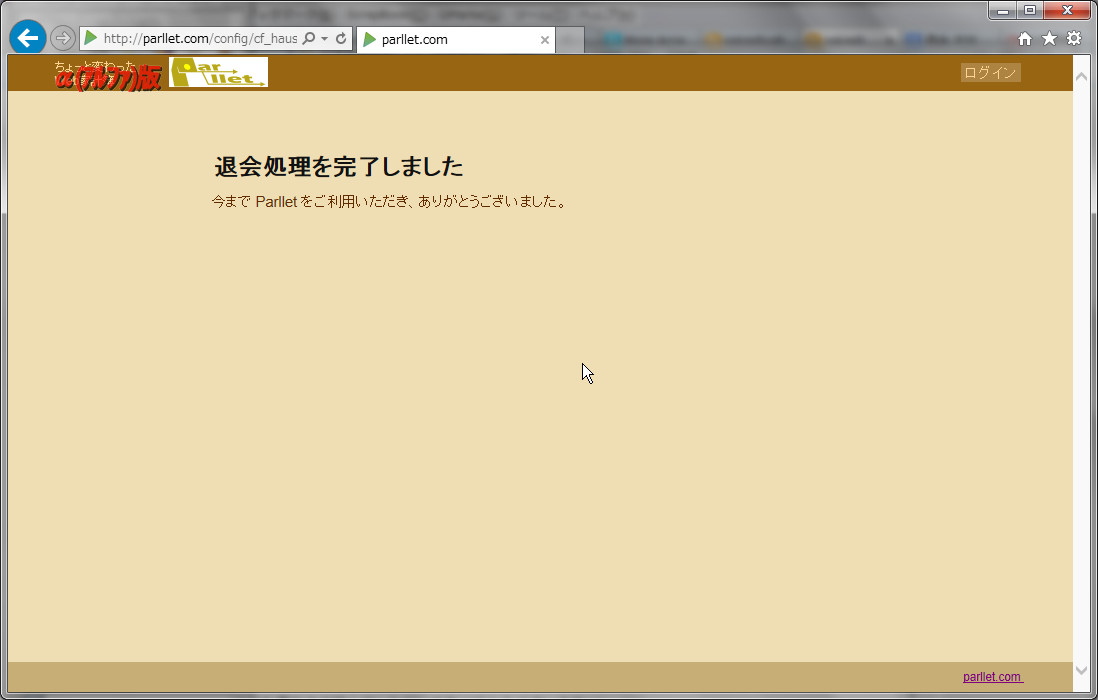 http://parllet.com/config/cf_haus
parllet.com
ちょっと変わった
α(アルファ)版
Parllet
ログイン
退会処理を完了しました
今まで Parllet をご利用いただき、ありがとうございました。
parllet.com